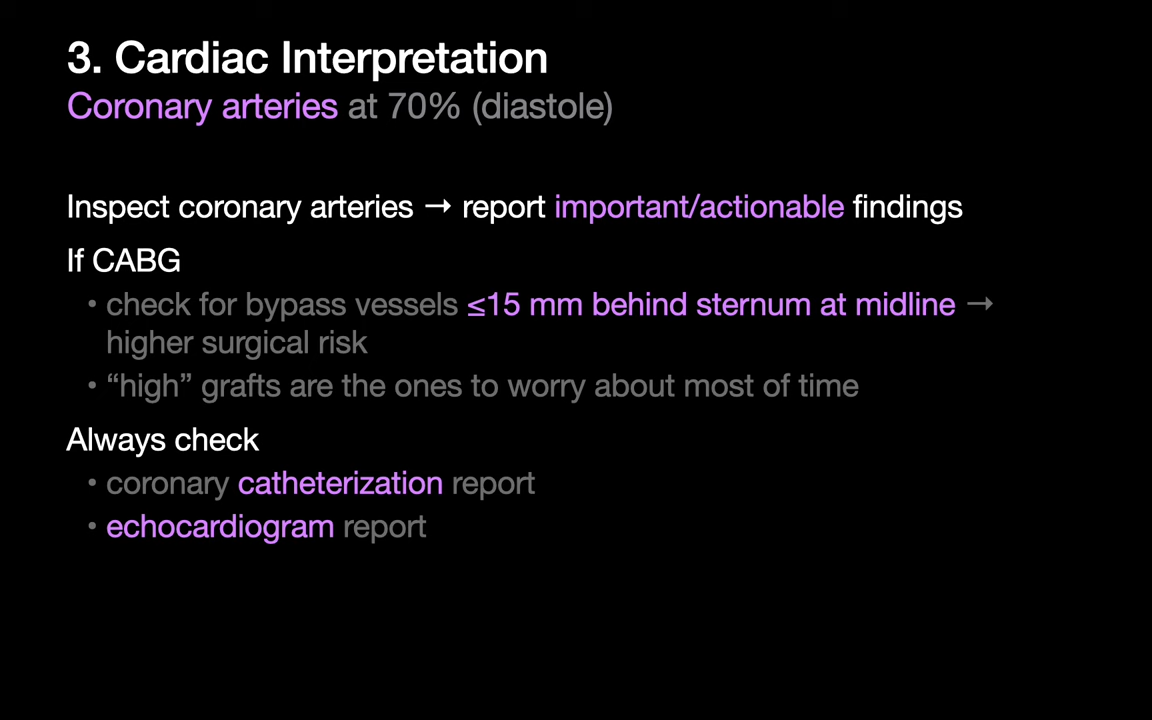 3. Cardiac Interpretation
Coronary arteries at 70% (diastole)
Inspect coronary arteries → report important/actionable findings
If CABG
• check for bypass vessels ≤15 mm behind sternum at midline →
higher surgical risk
• “high” grafts are the ones to worry about most of time
Always check
• coronary catheterization report
• echocardiogram report